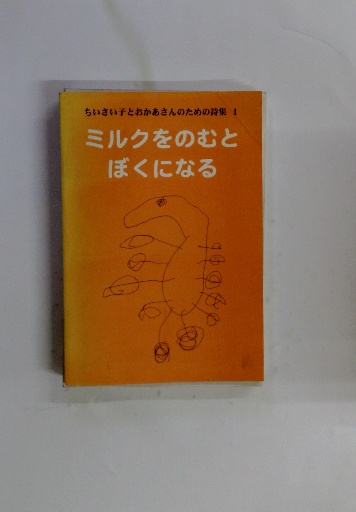 ちいさい子とおかあさんのための詩集 1
ミルクをのむと
ぼくになる